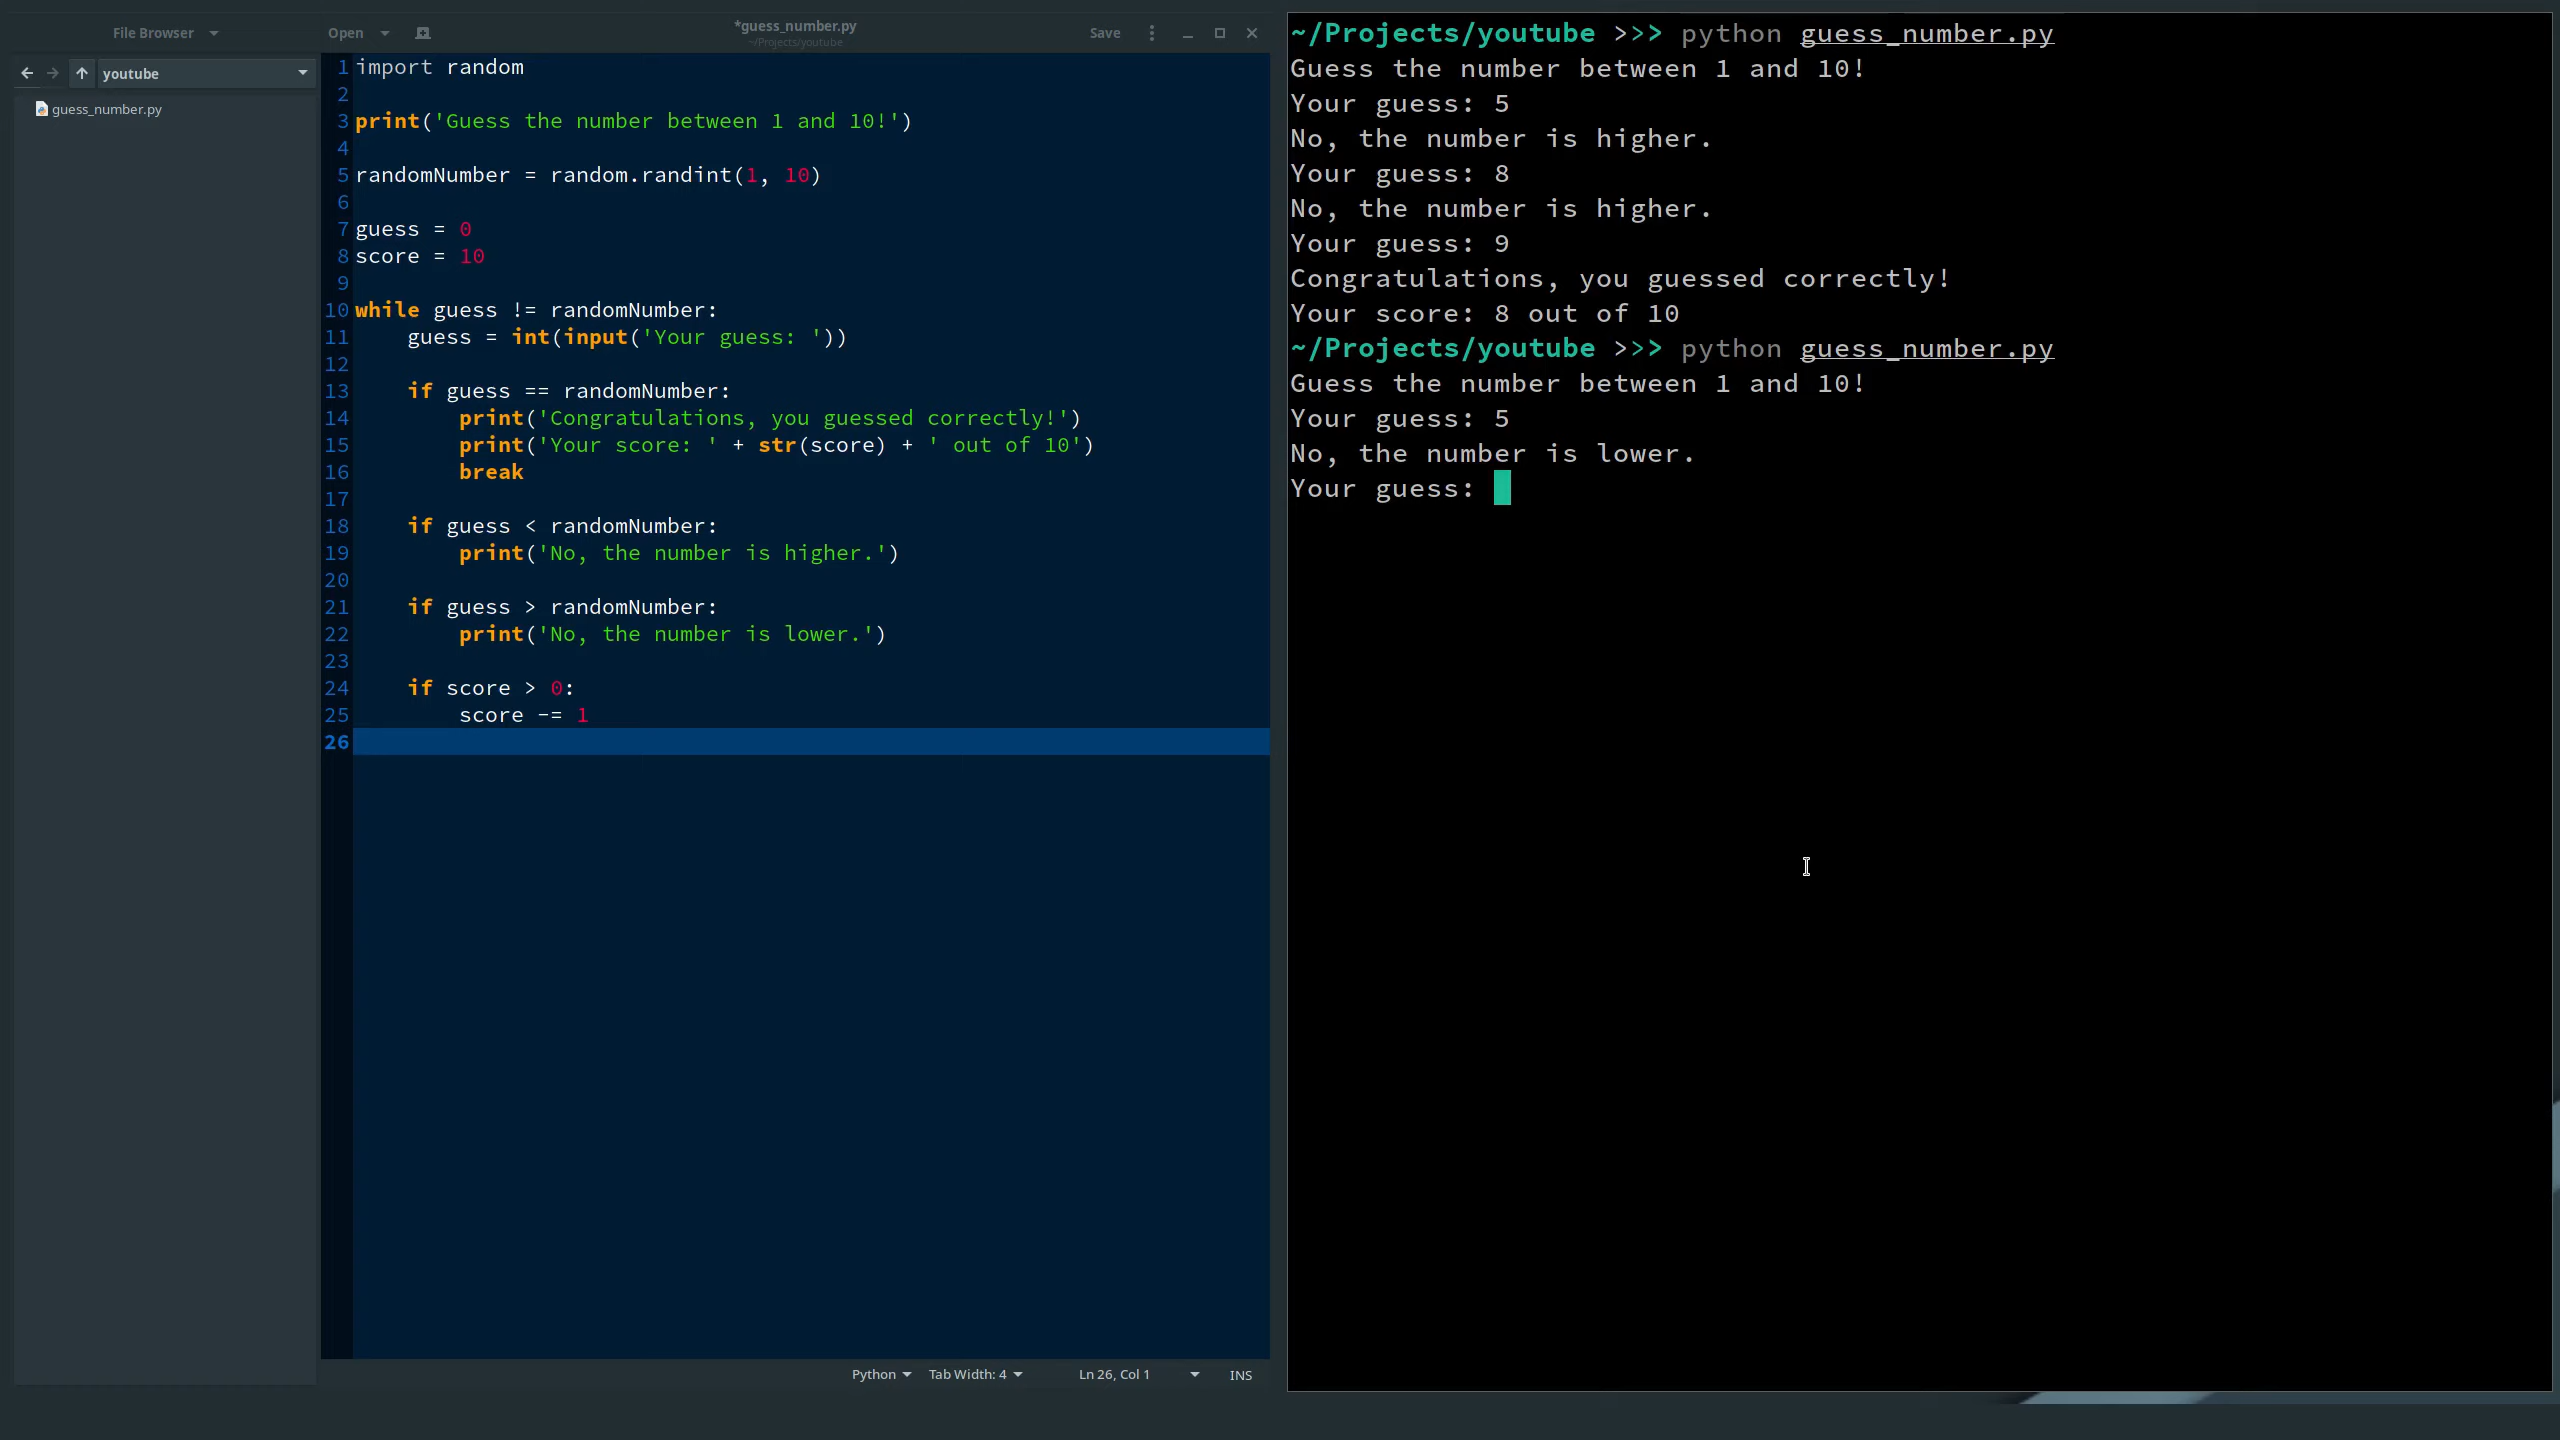 File Browser
youtube
guess_number.py
Open
*guess_number.py
~/Projects/youtube
Save
1 import random
2
3 print('Guess the number between 1 and 10!')
4
5 randomNumber = random.randint(1, 10)
6
7 guess = 0
8 score = 10
9
10 while guess != randomNumber:
11     guess = int(input('Your guess: '))
12
13     if guess == randomNumber:
14         print('Congratulations, you guessed correctly!')
15         print('Your score: ' + str(score) + ' out of 10')
16         break
17
18     if guess < randomNumber:
19         print('No, the number is higher.')
20
21     if guess > randomNumber:
22         print('No, the number is lower.')
23
24     if score > 0:
25         score -= 1
26
Python
Tab Width: 4
Ln 26, Col 1
INS
~/Projects/youtube >>> python guess_number.py
Guess the number between 1 and 10!
Your guess: 5
No, the number is higher.
Your guess: 8
No, the number is higher.
Your guess: 9
Congratulations, you guessed correctly!
Your score: 8 out of 10
~/Projects/youtube >>> python guess_number.py
Guess the number between 1 and 10!
Your guess: 5
No, the number is lower.
Your guess: